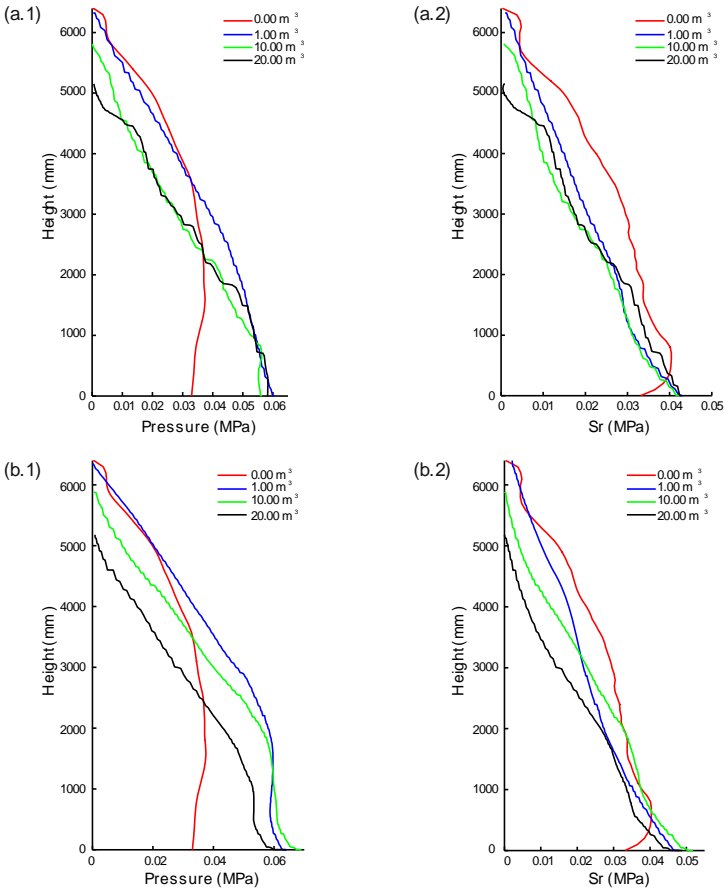 (a.1)
0.00 m ³
1.00 m ³
10.00 m ³
20.00 m ³
6000
5000
4000
3000
2000
1000
0
Height (mm)
0 0.01 0.02 0.03 0.04 0.05 0.06
Pressure (MPa)
(a.2)
0.00 m ³
1.00 m ³
10.00 m ³
20.00 m ³
6000
5000
4000
3000
2000
1000
0
Height (mm)
0 0.01 0.02 0.03 0.04 0.05
Sr (MPa)
(b.1)
0.00 m ³
1.00 m ³
10.00 m ³
20.00 m ³
6000
5000
4000
3000
2000
1000
0
Height (mm)
0 0.02 0.04 0.06
Pressure (MPa)
(b.2)
0.00 m ³
1.00 m ³
10.00 m ³
20.00 m ³
6000
5000
4000
3000
2000
1000
0
Height (mm)
0 0.01 0.02 0.03 0.04 0.05
Sr (MPa)